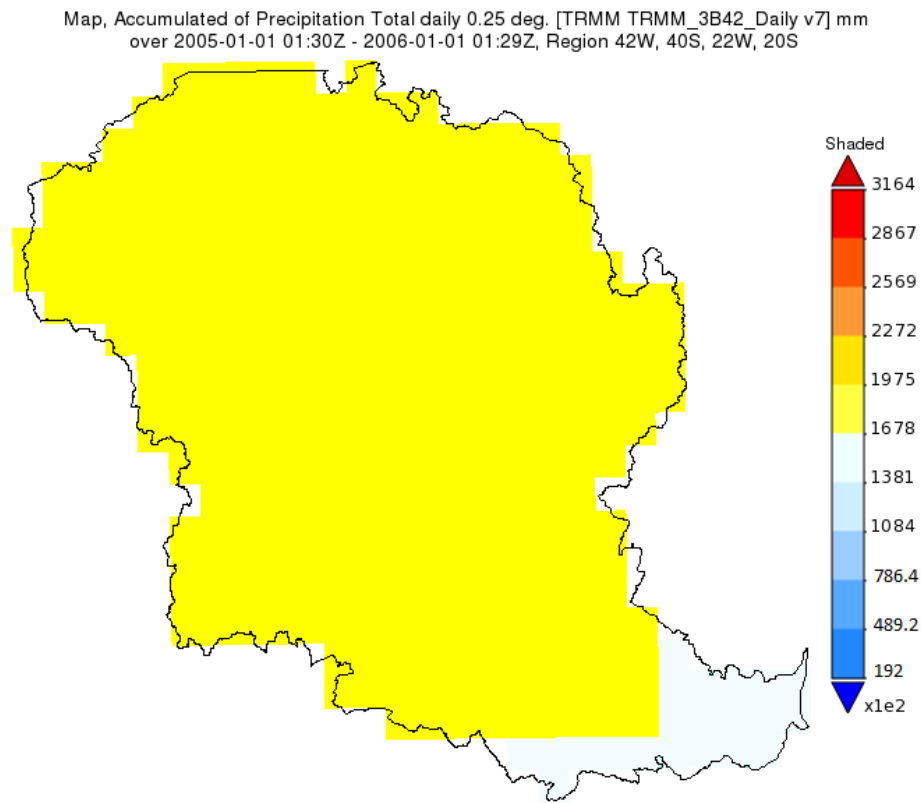 Map, Accumulated of Precipitation Total daily 0.25 deg. [TRMM TRMM_3B42_Daily v7] mm
over 2005-01-01 01:30Z - 2006-01-01 01:29Z, Region 42W, 40S, 22W, 20S
Shaded
3164
2867
2569
2272
1975
1678
1381
1084
786.4
489.2
192
x1e2